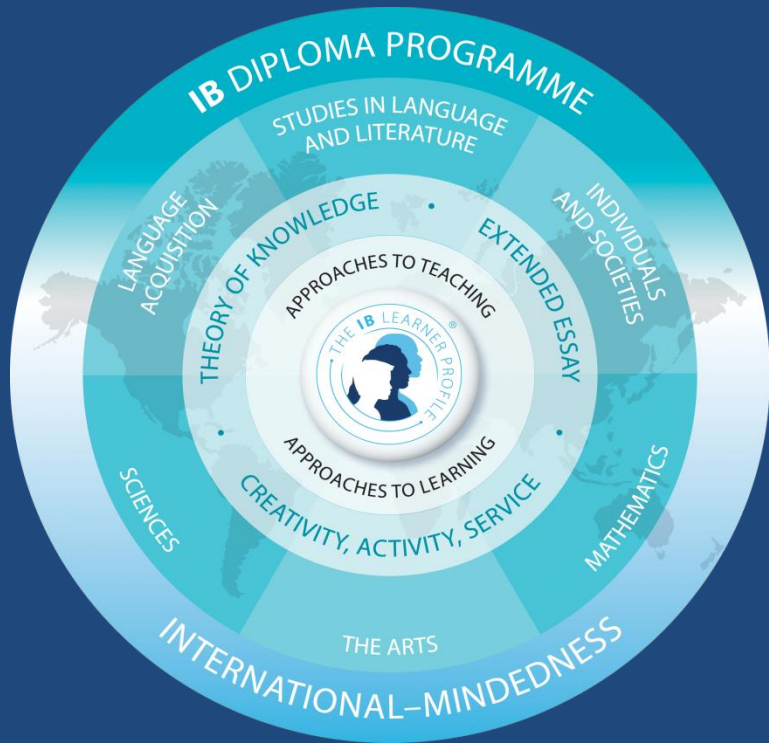 IB DIPLOMA PROGRAMME
STUDIES IN LANGUAGE
AND LITERATURE
LANGUAGE
ACQUISITION
INDIVIDUALS
AND SOCIETIES
THEORY OF KNOWLEDGE
EXTENDED ESSAY
APPROACHES TO TEACHING
THE IB LEARNER PROFILE ®
APPROACHES TO LEARNING
CREATIVITY, ACTIVITY, SERVICE
SCIENCES
MATHEMATICS
THE ARTS
INTERNATIONAL–MINDEDNESS